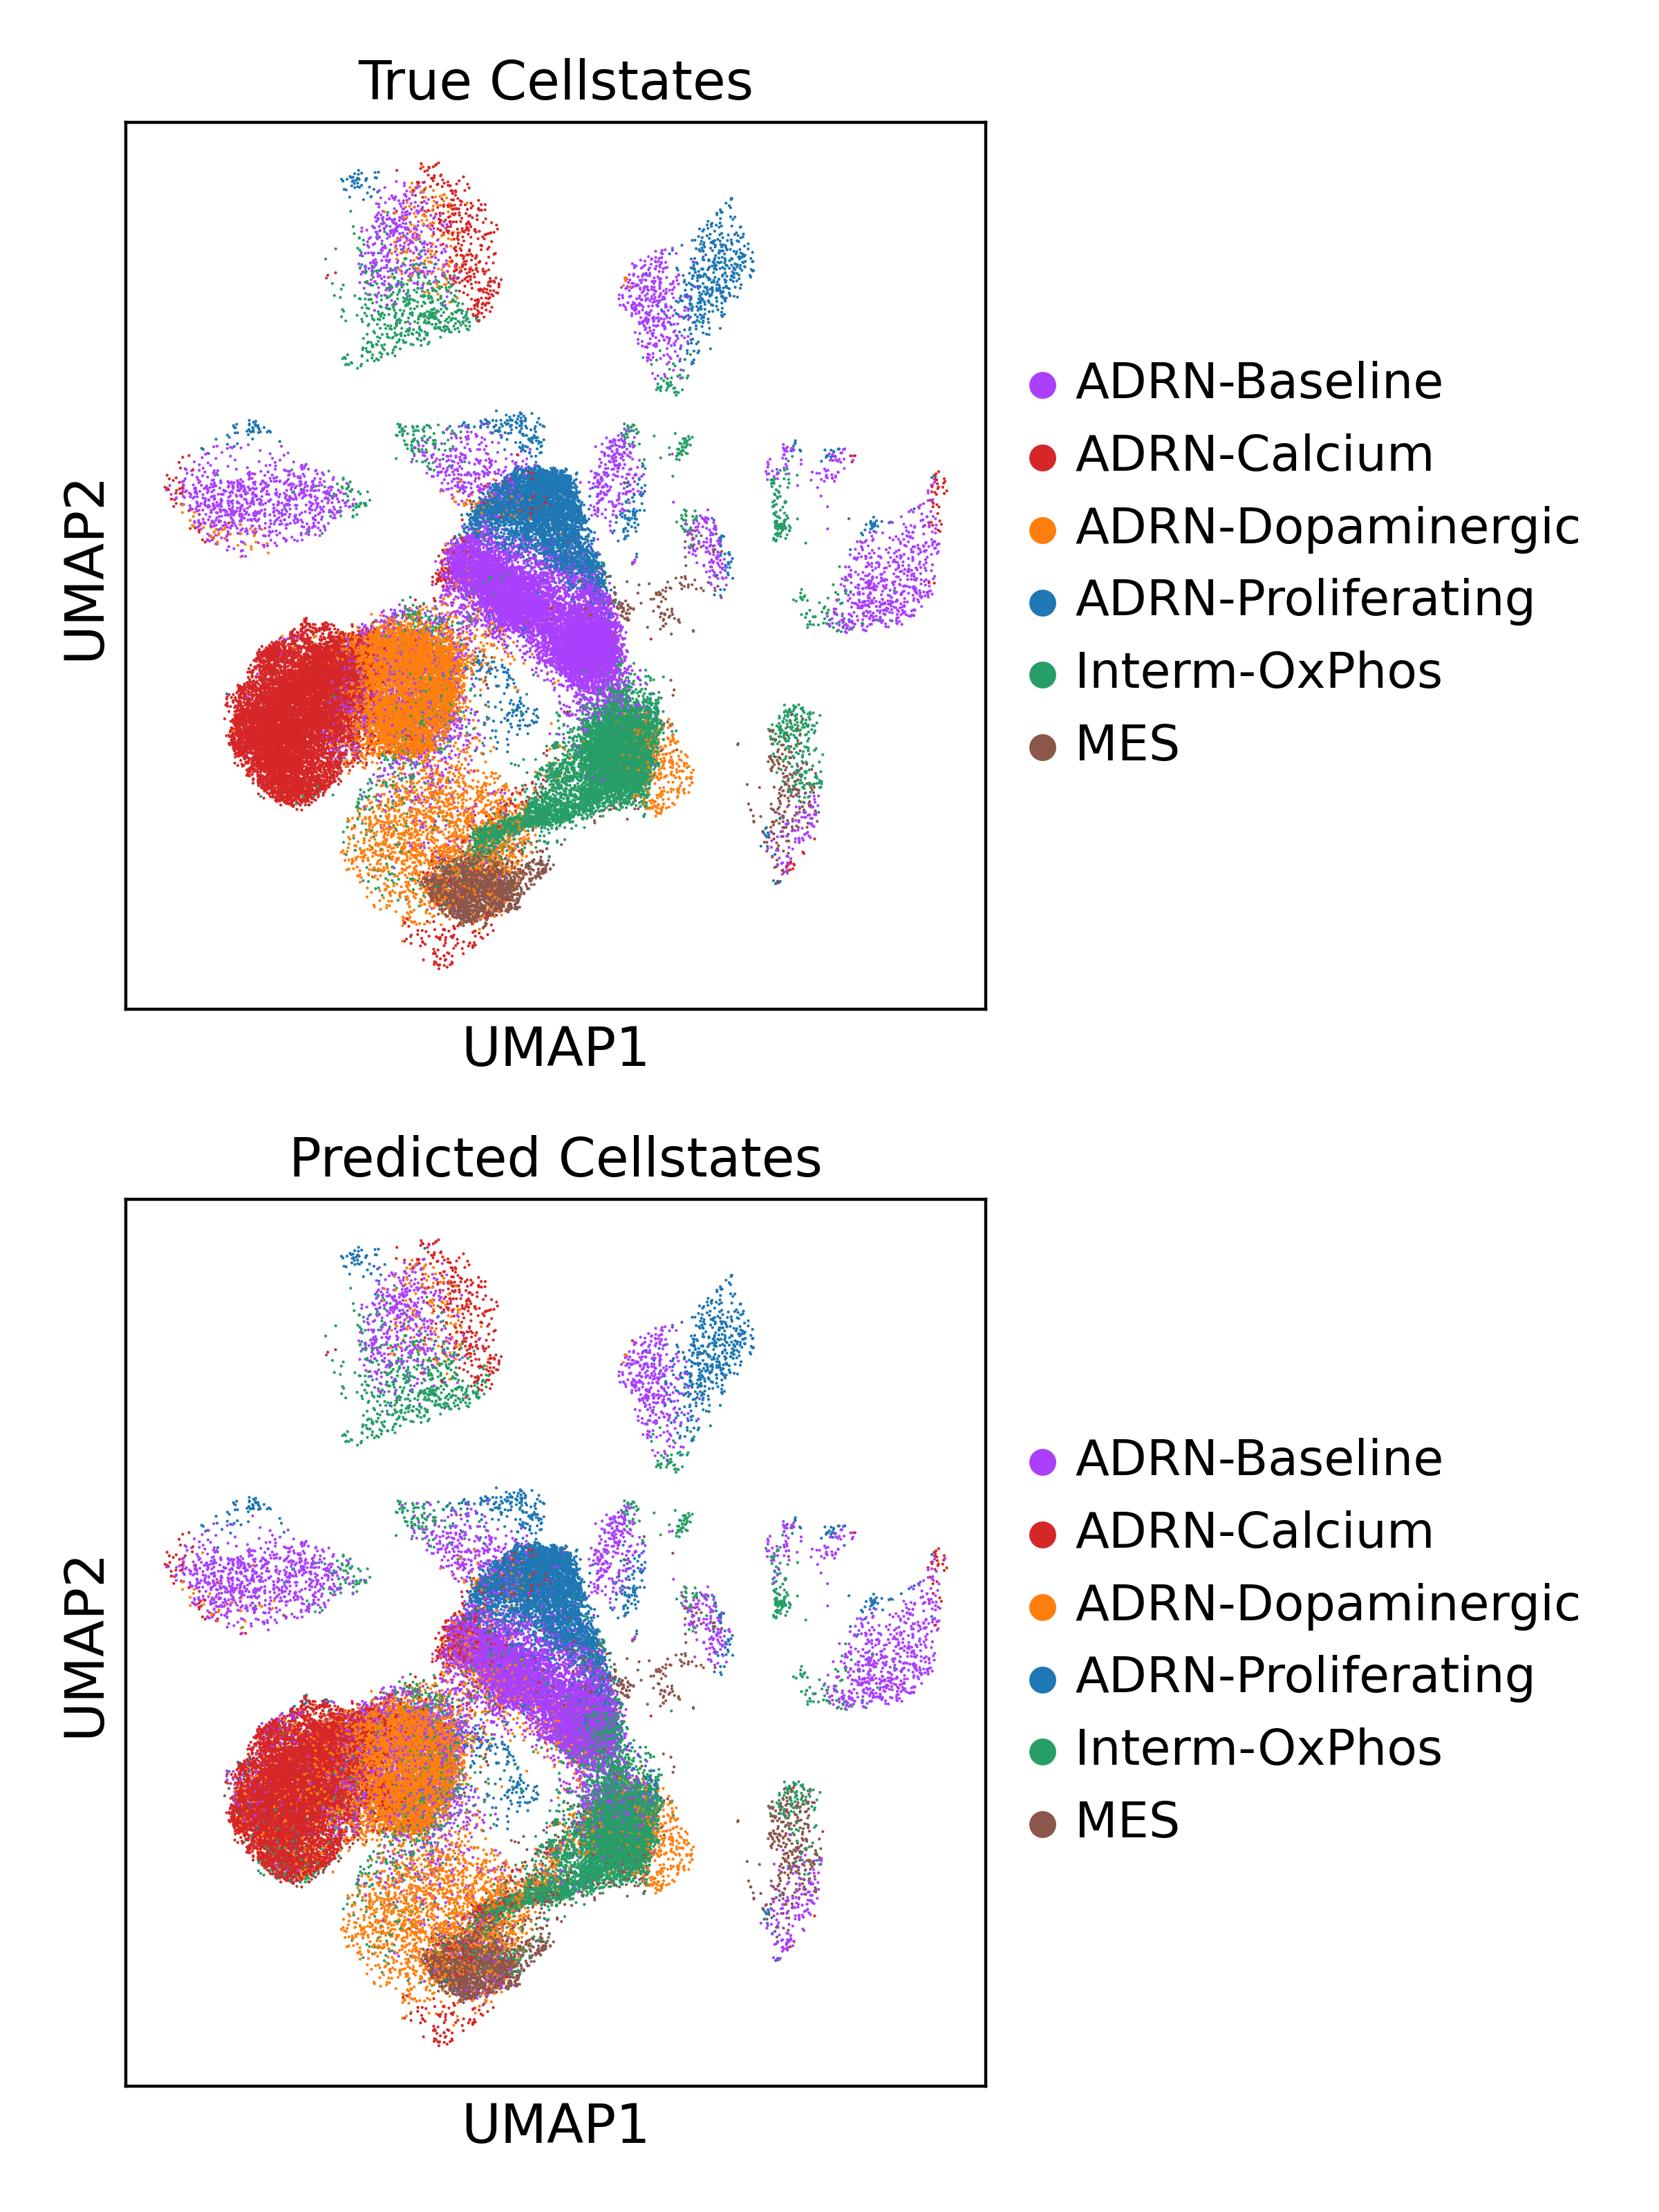 True Cellstates
UMAP2
UMAP1
ADRN-Baseline
ADRN-Calcium
ADRN-Dopaminergic
ADRN-Proliferating
Interm-OxPhos
MES
Predicted Cellstates
UMAP2
UMAP1
ADRN-Baseline
ADRN-Calcium
ADRN-Dopaminergic
ADRN-Proliferating
Interm-OxPhos
MES